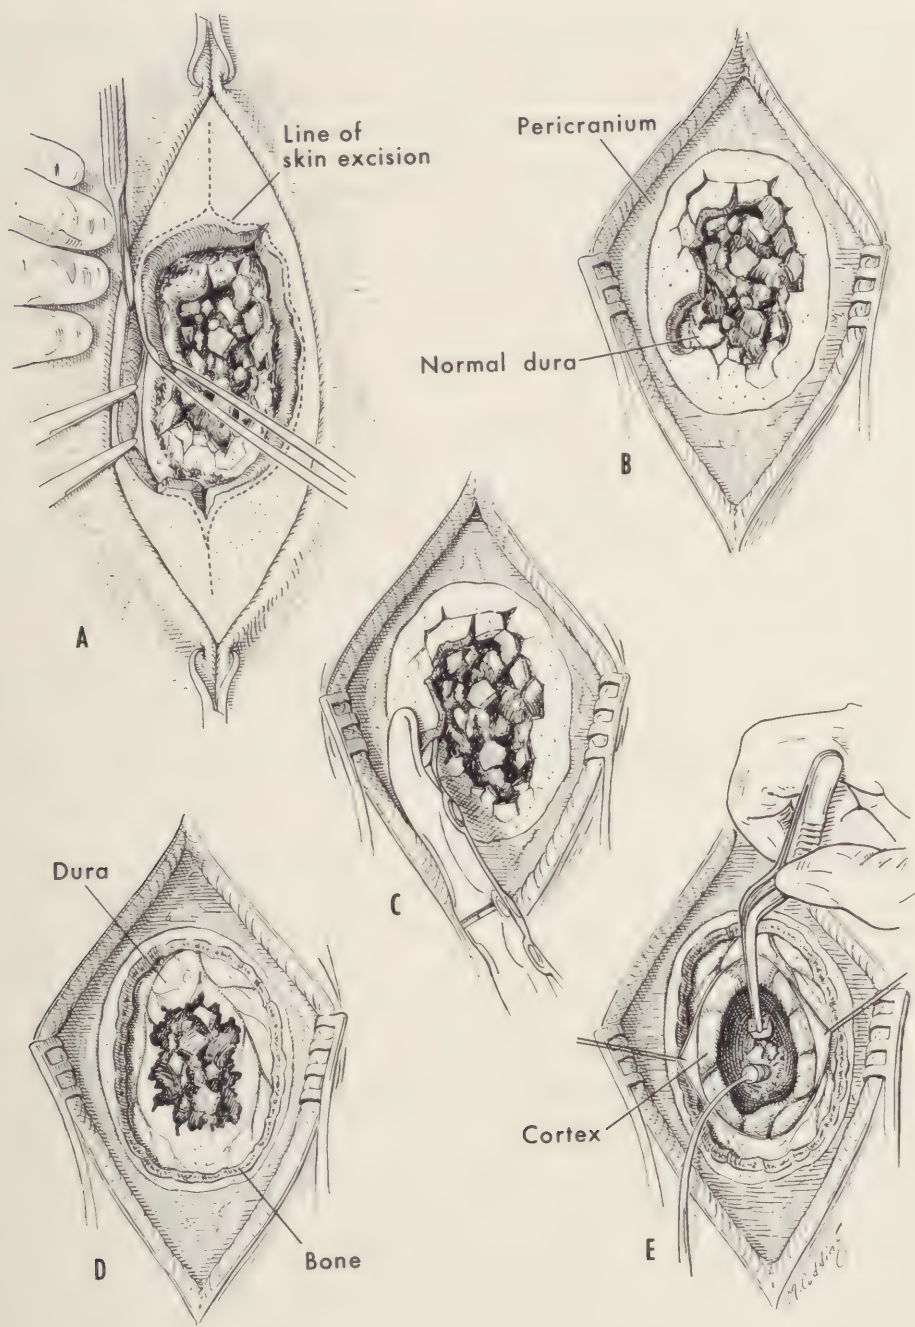 Line of
skin excision
Pericranium
Normal dura
A
B
C
Dura
Cortex
D
Bone
E